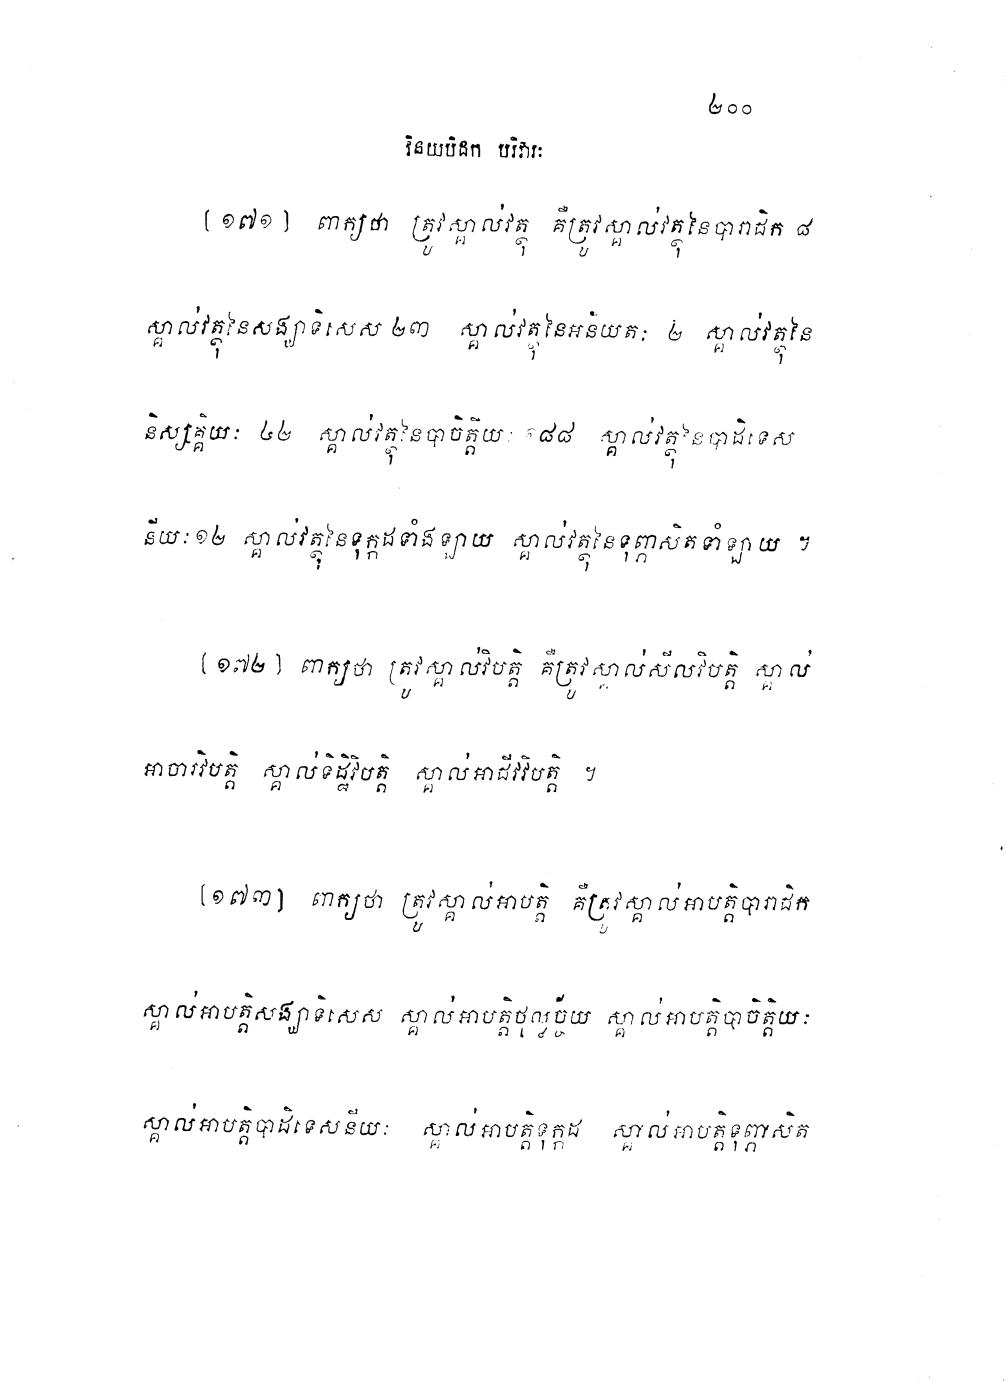 ២០០
វិនយបិដក បរិវារៈ
(១៧១) ពាក្យថា ត្រូវស្គាល់វត្ថុ គឺត្រូវស្គាល់វត្ថុនៃបារាជិក ៨
ស្គាល់វត្ថុនៃសង្ឃាទិសេស ២៣ ស្គាល់វត្ថុនៃអនិយតៈ ២ ស្គាល់វត្ថុនៃ
និស្សគ្គិយៈ ៤២ ស្គាល់វត្ថុនៃបាចិត្តិយៈ ១៨៨ ស្គាល់វត្ថុនៃបាដិទេស
នីយៈ ១២ ស្គាល់វត្ថុនៃទុក្កដទាំងឡាយ ស្គាល់វត្ថុនៃទុព្ភាសិតទាំឡាយ ។
(១៧២) ពាក្យថា ត្រូវស្គាល់វិបត្តិ គឺត្រូវស្គាល់សីលវិបត្តិ ស្គាល់
អាចារវិបត្តិ ស្គាល់ទិដ្ឋិវិបត្តិ ស្គាល់អាជីវវិបត្តិ ។
(១៧៣) ពាក្យថា ត្រូវស្គាល់អាបត្តិ គឺត្រូវស្គាល់អាបត្តិបារាជិក
ស្គាល់អាបត្តិសង្ឃាទិសេស ស្គាល់អាបត្តិថុល្លច្ច័យ ស្គាល់អាបត្តិបាចិត្តិយៈ
ស្គាល់អាបត្តិបាដិទេសនីយៈ ស្គាល់អាបត្តិទុក្កដ ស្គាល់អាបត្តិទុព្ភាសិត